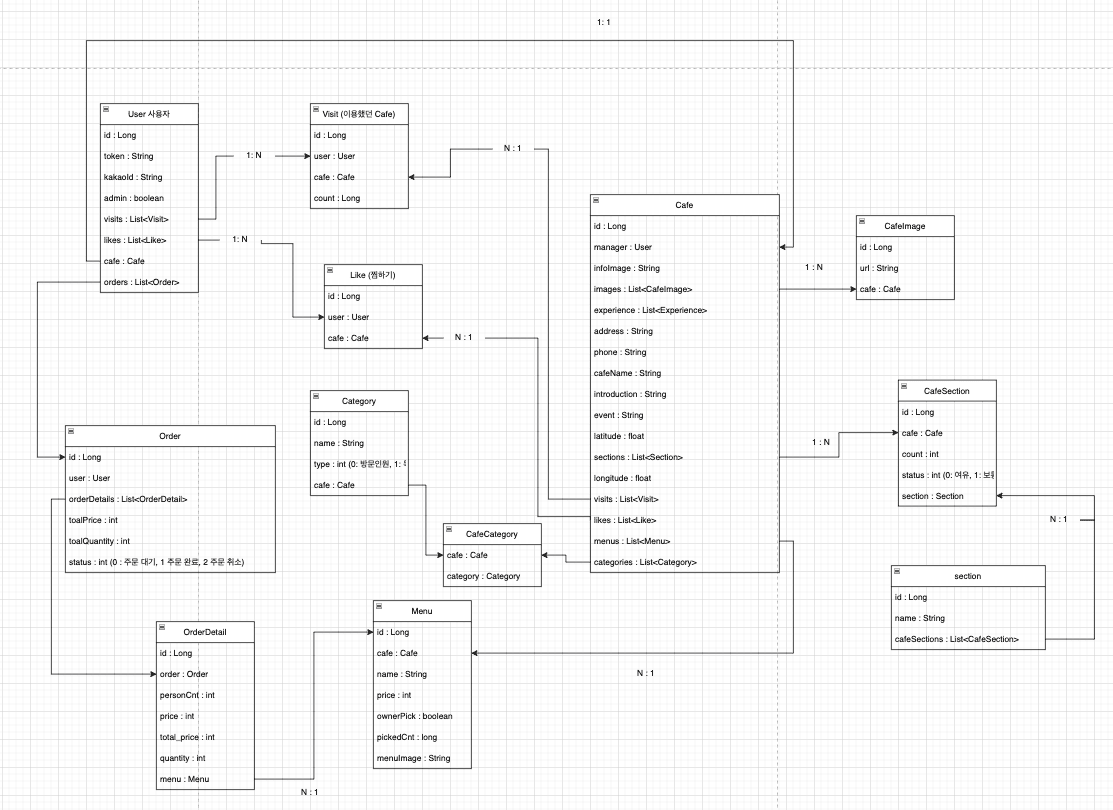 1: 1
User 사용자
id : Long
token : String
kakaoId : String
admin : boolean
visits : List<Visit>
likes : List<Like>
cafe : Cafe
orders : List<Order>
1: N
1: N
Visit (이용했던 Cafe)
id : Long
user : User
cafe : Cafe
count : Long
N : 1
Like (찜하기)
id : Long
user : User
cafe : Cafe
N : 1
Cafe
id : Long
manager : User
infoImage : String
images : List<CafeImage>
experience : List<Experience>
address : String
phone : String
cafeName : String
introduction : String
event : String
latitude : float
sections : List<Section>
longitude : float
visits : List<Visit>
likes : List<Like>
menus : List<Menu>
categories : List<Category>
1 : N
CafeImage
id : Long
url : String
cafe : Cafe
1 : N
CafeSection
id : Long
cafe : Cafe
count : int
status : int (0: 여유, 1: 보통
section : Section
N : 1
section
id : Long
name : String
cafeSections : List<CafeSection>
Category
id : Long
name : String
type : int (0: 방문인원, 1:
cafe : Cafe
CafeCategory
cafe : Cafe
category : Category
Order
id : Long
user : User
orderDetails : List<OrderDetail>
toalPrice : int
toalQuantity : int
status : int (0 : 주문 대기, 1 주문 완료, 2 주문 취소)
OrderDetail
id : Long
order : Order
personCnt : int
price : int
total_price : int
quantity : int
menu : Menu
N : 1
Menu
id : Long
cafe : Cafe
name : String
price : int
ownerPick : boolean
pickedCnt : long
menuImage : String
N : 1